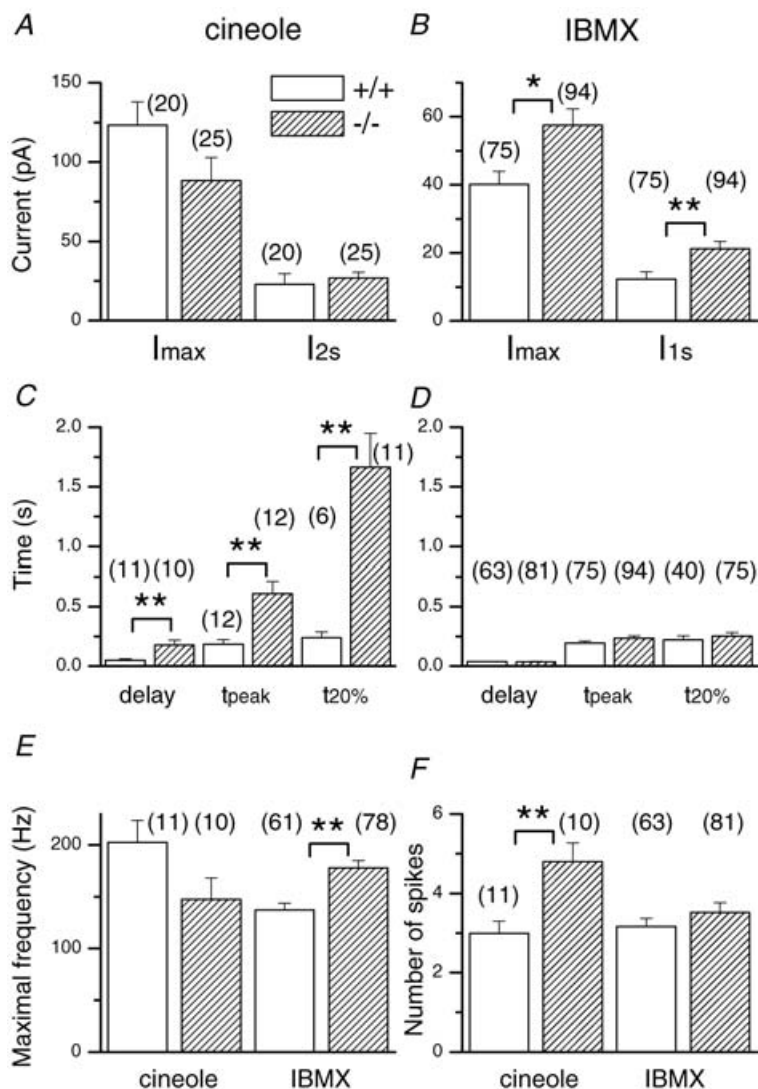 A cineole
B IBMX
+/+
-/-
Current (pA)
150
100
50
0
(20)
(25)
(20)
(25)
Imax I2s
60
40
20
0
(75)
*
(94)
(75)
**
(94)
Imax I1s
C
Time (s)
2.0
1.5
1.0
0.5
0.0
(11)
(10)
**
(12)
**
(12)
(6)
**
(11)
delay tpeak t20%
D
2.0
1.5
1.0
0.5
0.0
(63) (81) (75) (94) (40) (75)
delay tpeak t20%
E
Maximal frequency (Hz)
200
100
0
(11) (10) (61) ** (78)
cineole IBMX
F
Number of spikes
6
4
2
0
(11)
**
(10)
(63)
(81)
cineole IBMX